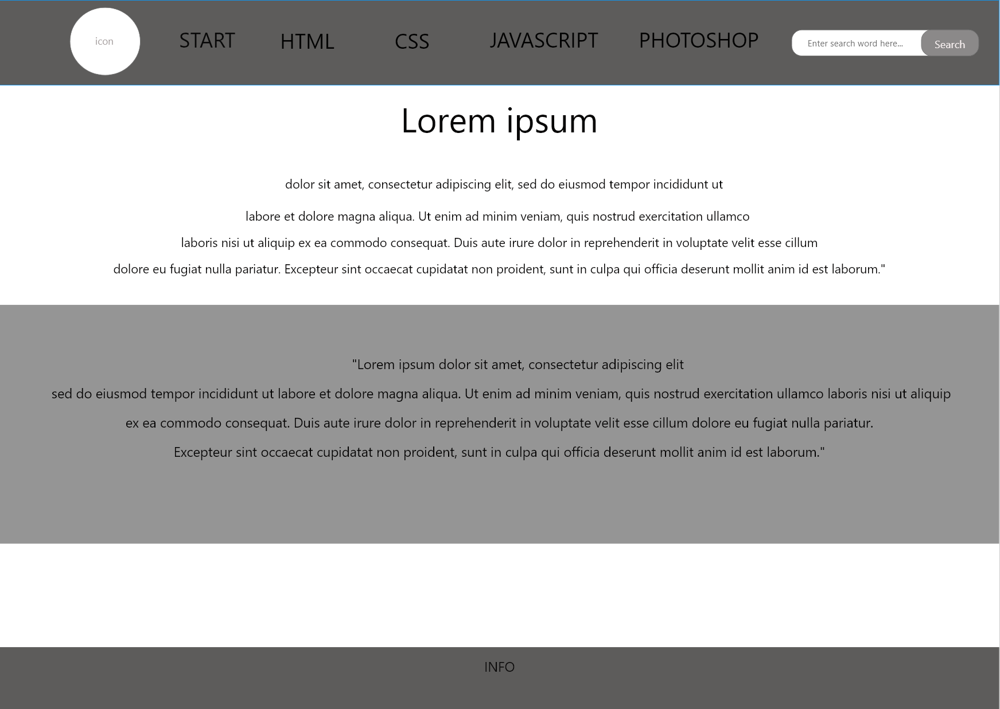 icon
START
HTML
CSS
JAVASCRIPT
PHOTOSHOP
Enter search word here...
Search
Lorem ipsum
dolor sit amet, consectetur adipiscing elit, sed do eiusmod tempor incididunt ut
labore et dolore magna aliqua. Ut enim ad minim veniam, quis nostrud exercitation ullamco
laboris nisi ut aliquip ex ea commodo consequat. Duis aute irure dolor in reprehenderit in voluptate velit esse cillum
dolore eu fugiat nulla pariatur. Excepteur sint occaecat cupidatat non proident, sunt in culpa qui officia deserunt mollit anim id est laborum."
"Lorem ipsum dolor sit amet, consectetur adipiscing elit
sed do eiusmod tempor incididunt ut labore et dolore magna aliqua. Ut enim ad minim veniam, quis nostrud exercitation ullamco laboris nisi ut aliquip
ex ea commodo consequat. Duis aute irure dolor in reprehenderit in voluptate velit esse cillum dolore eu fugiat nulla pariatur.
Excepteur sint occaecat cupidatat non proident, sunt in culpa qui officia deserunt mollit anim id est laborum."
INFO